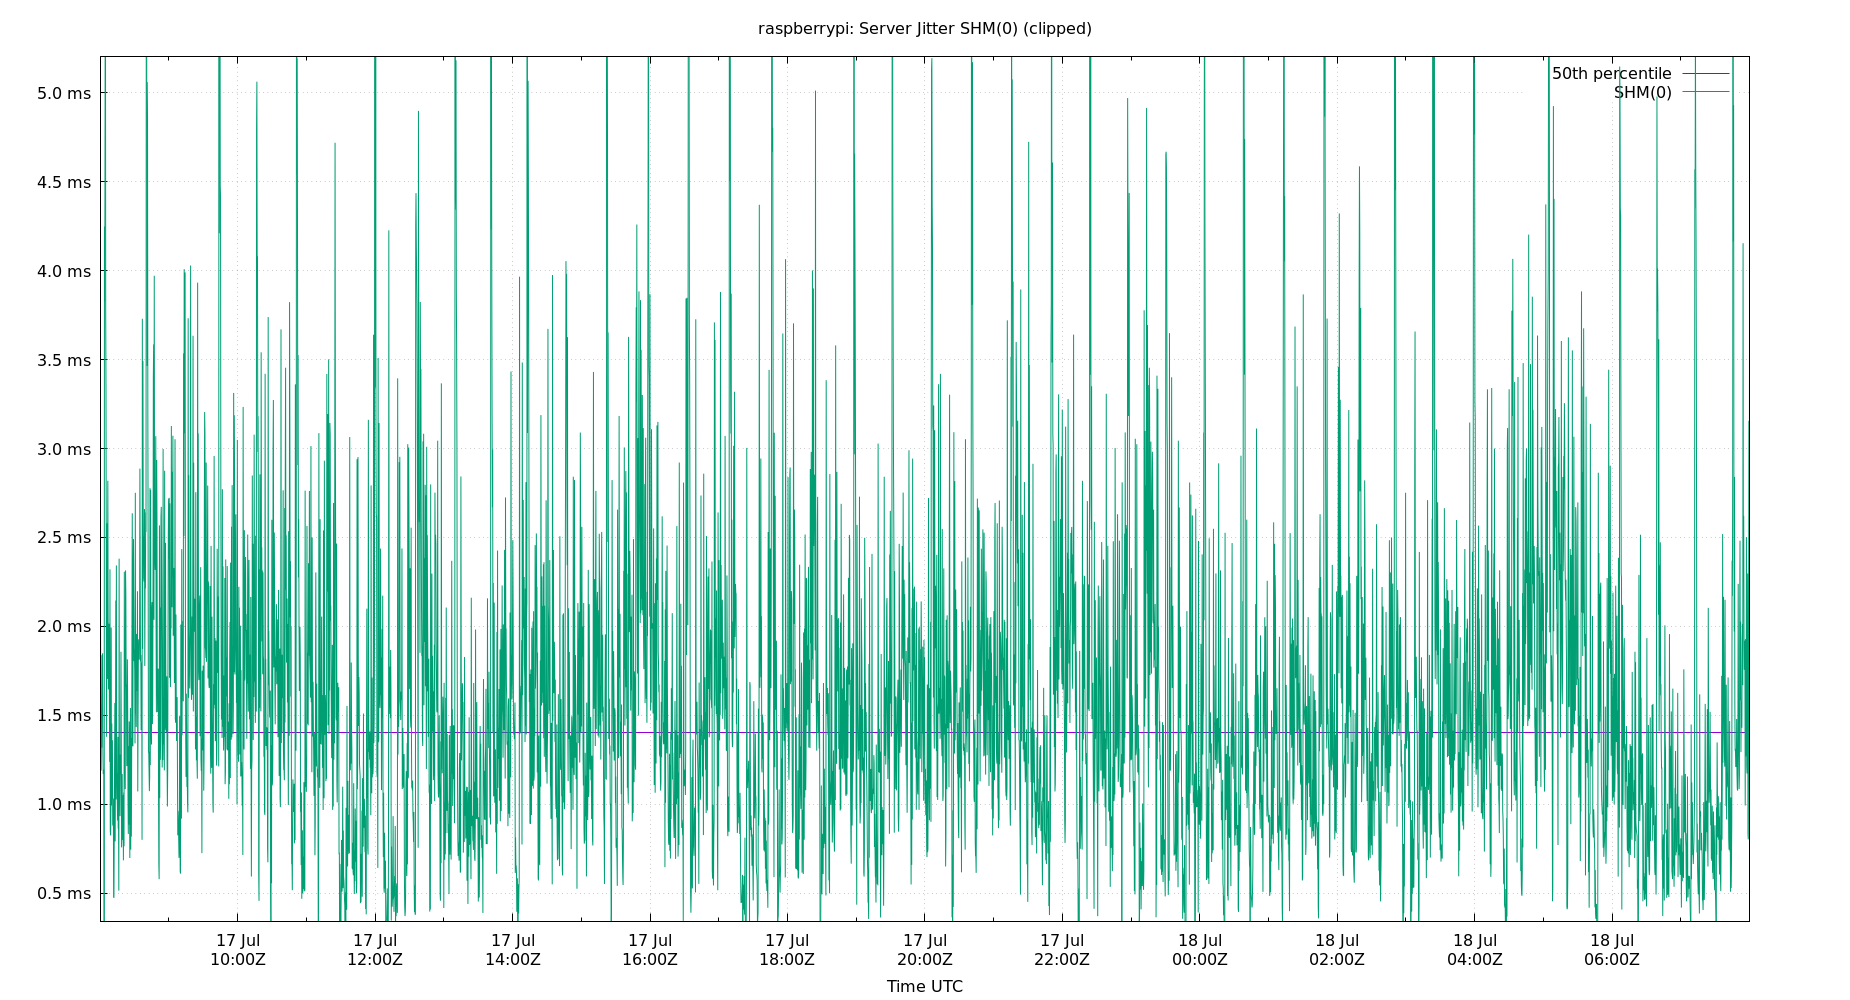 raspberrypi: Server Jitter SHM(0) (clipped)
50th percentile
SHM(0)
5.0 ms
4.5 ms
4.0 ms
3.5 ms
3.0 ms
2.5 ms
2.0 ms
1.5 ms
1.0 ms
0.5 ms
17 Jul 17 Jul 17 Jul 17 Jul 17 Jul 17 Jul 17 Jul 18 Jul 18 Jul 18 Jul 18 Jul
10:00Z 12:00Z 14:00Z 16:00Z 18:00Z 20:00Z 22:00Z 00:00Z 02:00Z 04:00Z 06:00Z
Time UTC